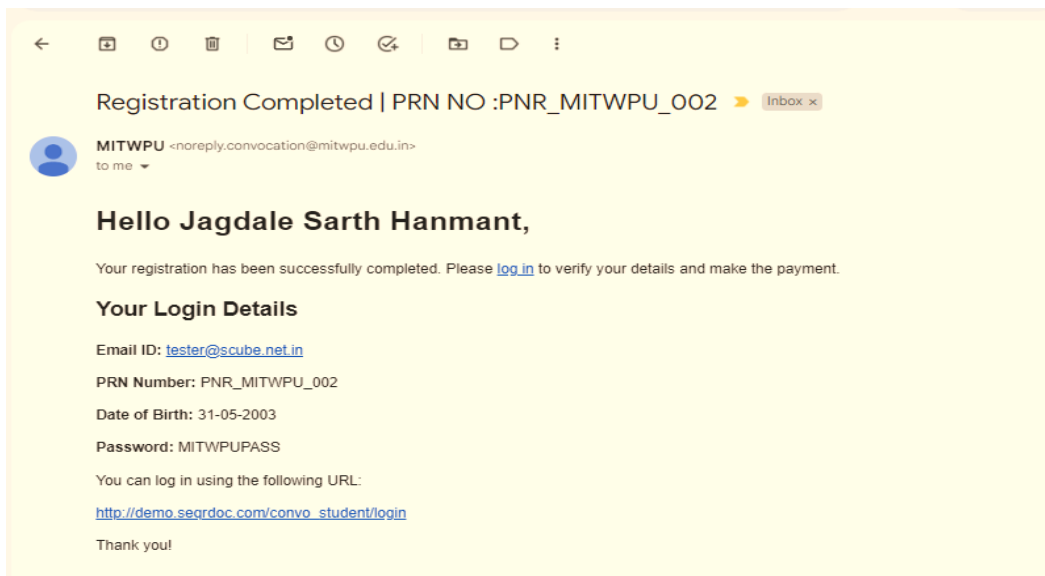 Registration Completed | PRN NO :PNR_MITWPU_002 Inbox x
MITWPU <noreply.convocation@mitwpu.edu.in>
to me
Hello Jagdale Sarth Hanmant,
Your registration has been successfully completed. Please log in to verify your details and make the payment.
Your Login Details
Email ID: tester@scube.net.in
PRN Number: PNR_MITWPU_002
Date of Birth: 31-05-2003
Password: MITWPUPASS
You can log in using the following URL:
http://demo.seqrdoc.com/convo_student/login
Thank you!